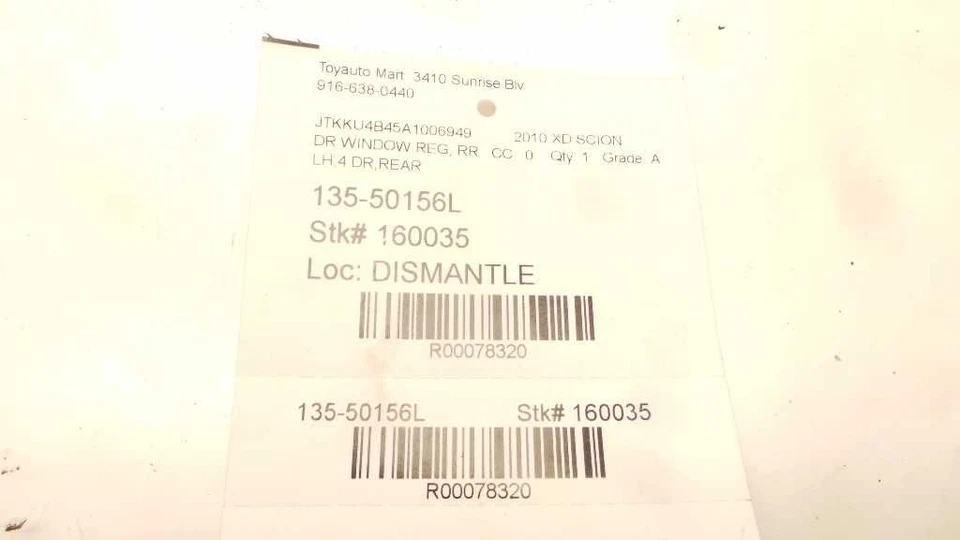 Toyauto Mart 3410 Sunrise Blv
916-638-0440
JTKKU4B45A1006949 2010 XD SCION
DR WINDOW REG, RR CC: 0 Qty: 1 Grade: A
LH 4 DR,REAR
135-50156L
Stk# 160035
Loc: DISMANTLE
R00078320
135-50156L Stk# 160035
R00078320